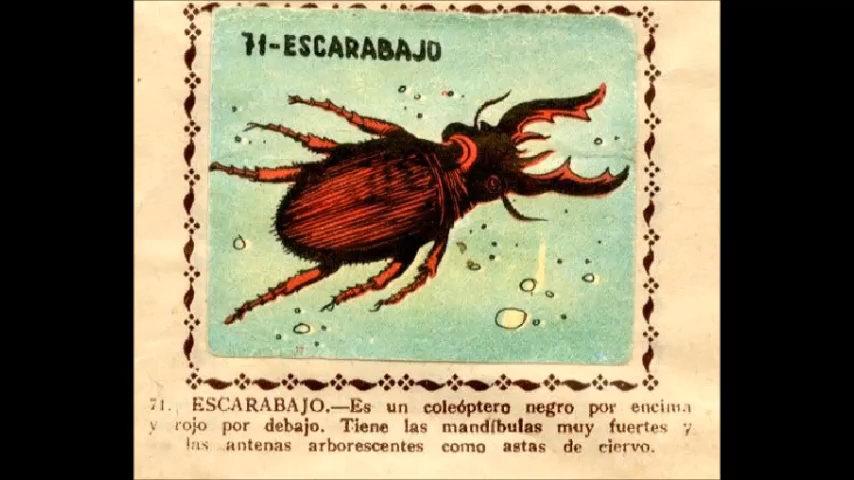 71-ESCARABAJO
71. ESCARABAJO.—Es un coleóptero negro por encima
y rojo por debajo. Tiene las mandíbulas muy fuertes y
las antenas arborescentes como astas de ciervo.